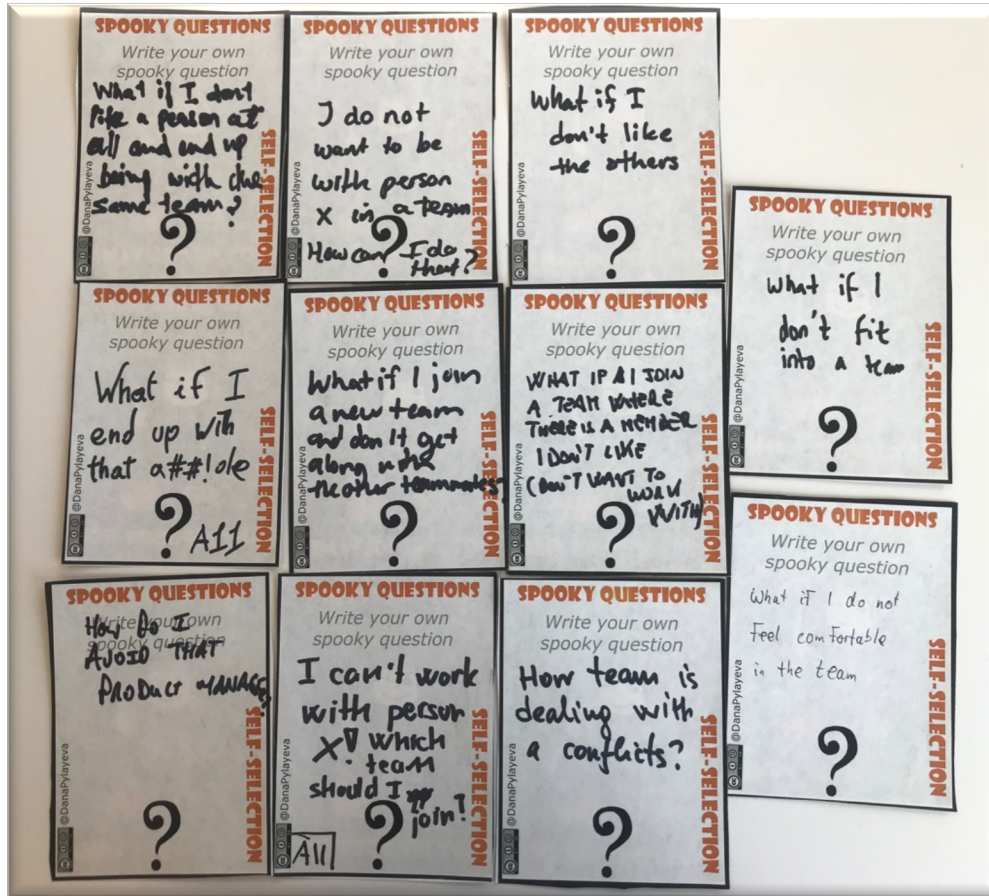 SPOOKY QUESTIONS
Write your own
spooky question
What if I don't
like a person at
all and end up
being with the
same team?
?
@DanaPylayeva
SELF-SELECTION
SPOOKY QUESTIONS
Write your own
spooky question
I do not
want to be
with person
X in a team
How can I do
that?
?
SELF-SELECTION
SPOOKY QUESTIONS
Write your own
spooky question
What if I
don't like
the others
?
@DanaPylayeva
SELF-SELECTION
SPOOKY QUESTIONS
Write your own
spooky question
What if I
don't fit
into a team
?
@DanaPylayeva
SELF-SELECTION
SPOOKY QUESTIONS
Write your own
spooky question
What if I
end up with
that a##!ole
?
A11
@DanaPylayeva
SELF-SELECTION
SPOOKY QUESTIONS
Write your own
spooky question
What if I join
a new team
and don't get
along with
the other teammates
?
@DanaPylayeva
SELF-SELECTION
SPOOKY QUESTIONS
Write your own
spooky question
WHAT IF I JOIN
A TEAM WHERE
THERE IS A MEMBER
I DON'T LIKE
(DON'T WANT TO
WORK
WITH)
?
@DanaPylayeva
SELF-SELECTION
SPOOKY QUESTIONS
Write your own
spooky question
What if I do not
Feel comfortable
in the team
?
@DanaPylayeva
SELF-SELECTION
SPOOKY QUESTIONS
Write your own
spooky question
How Do I
AVOID THAT
PRODUCT MANAGER
?
@DanaPylayeva
SELF-SELECTION
SPOOKY QUESTIONS
Write your own
spooky question
I can't work
with person
X! Which
team
should I
join?
?
A11
@DanaPylayeva
SELF-SELECTION
SPOOKY QUESTIONS
Write your own
spooky question
How team is
dealing with
a conflicts?
?
@DanaPylayeva
SELF-SELECTION